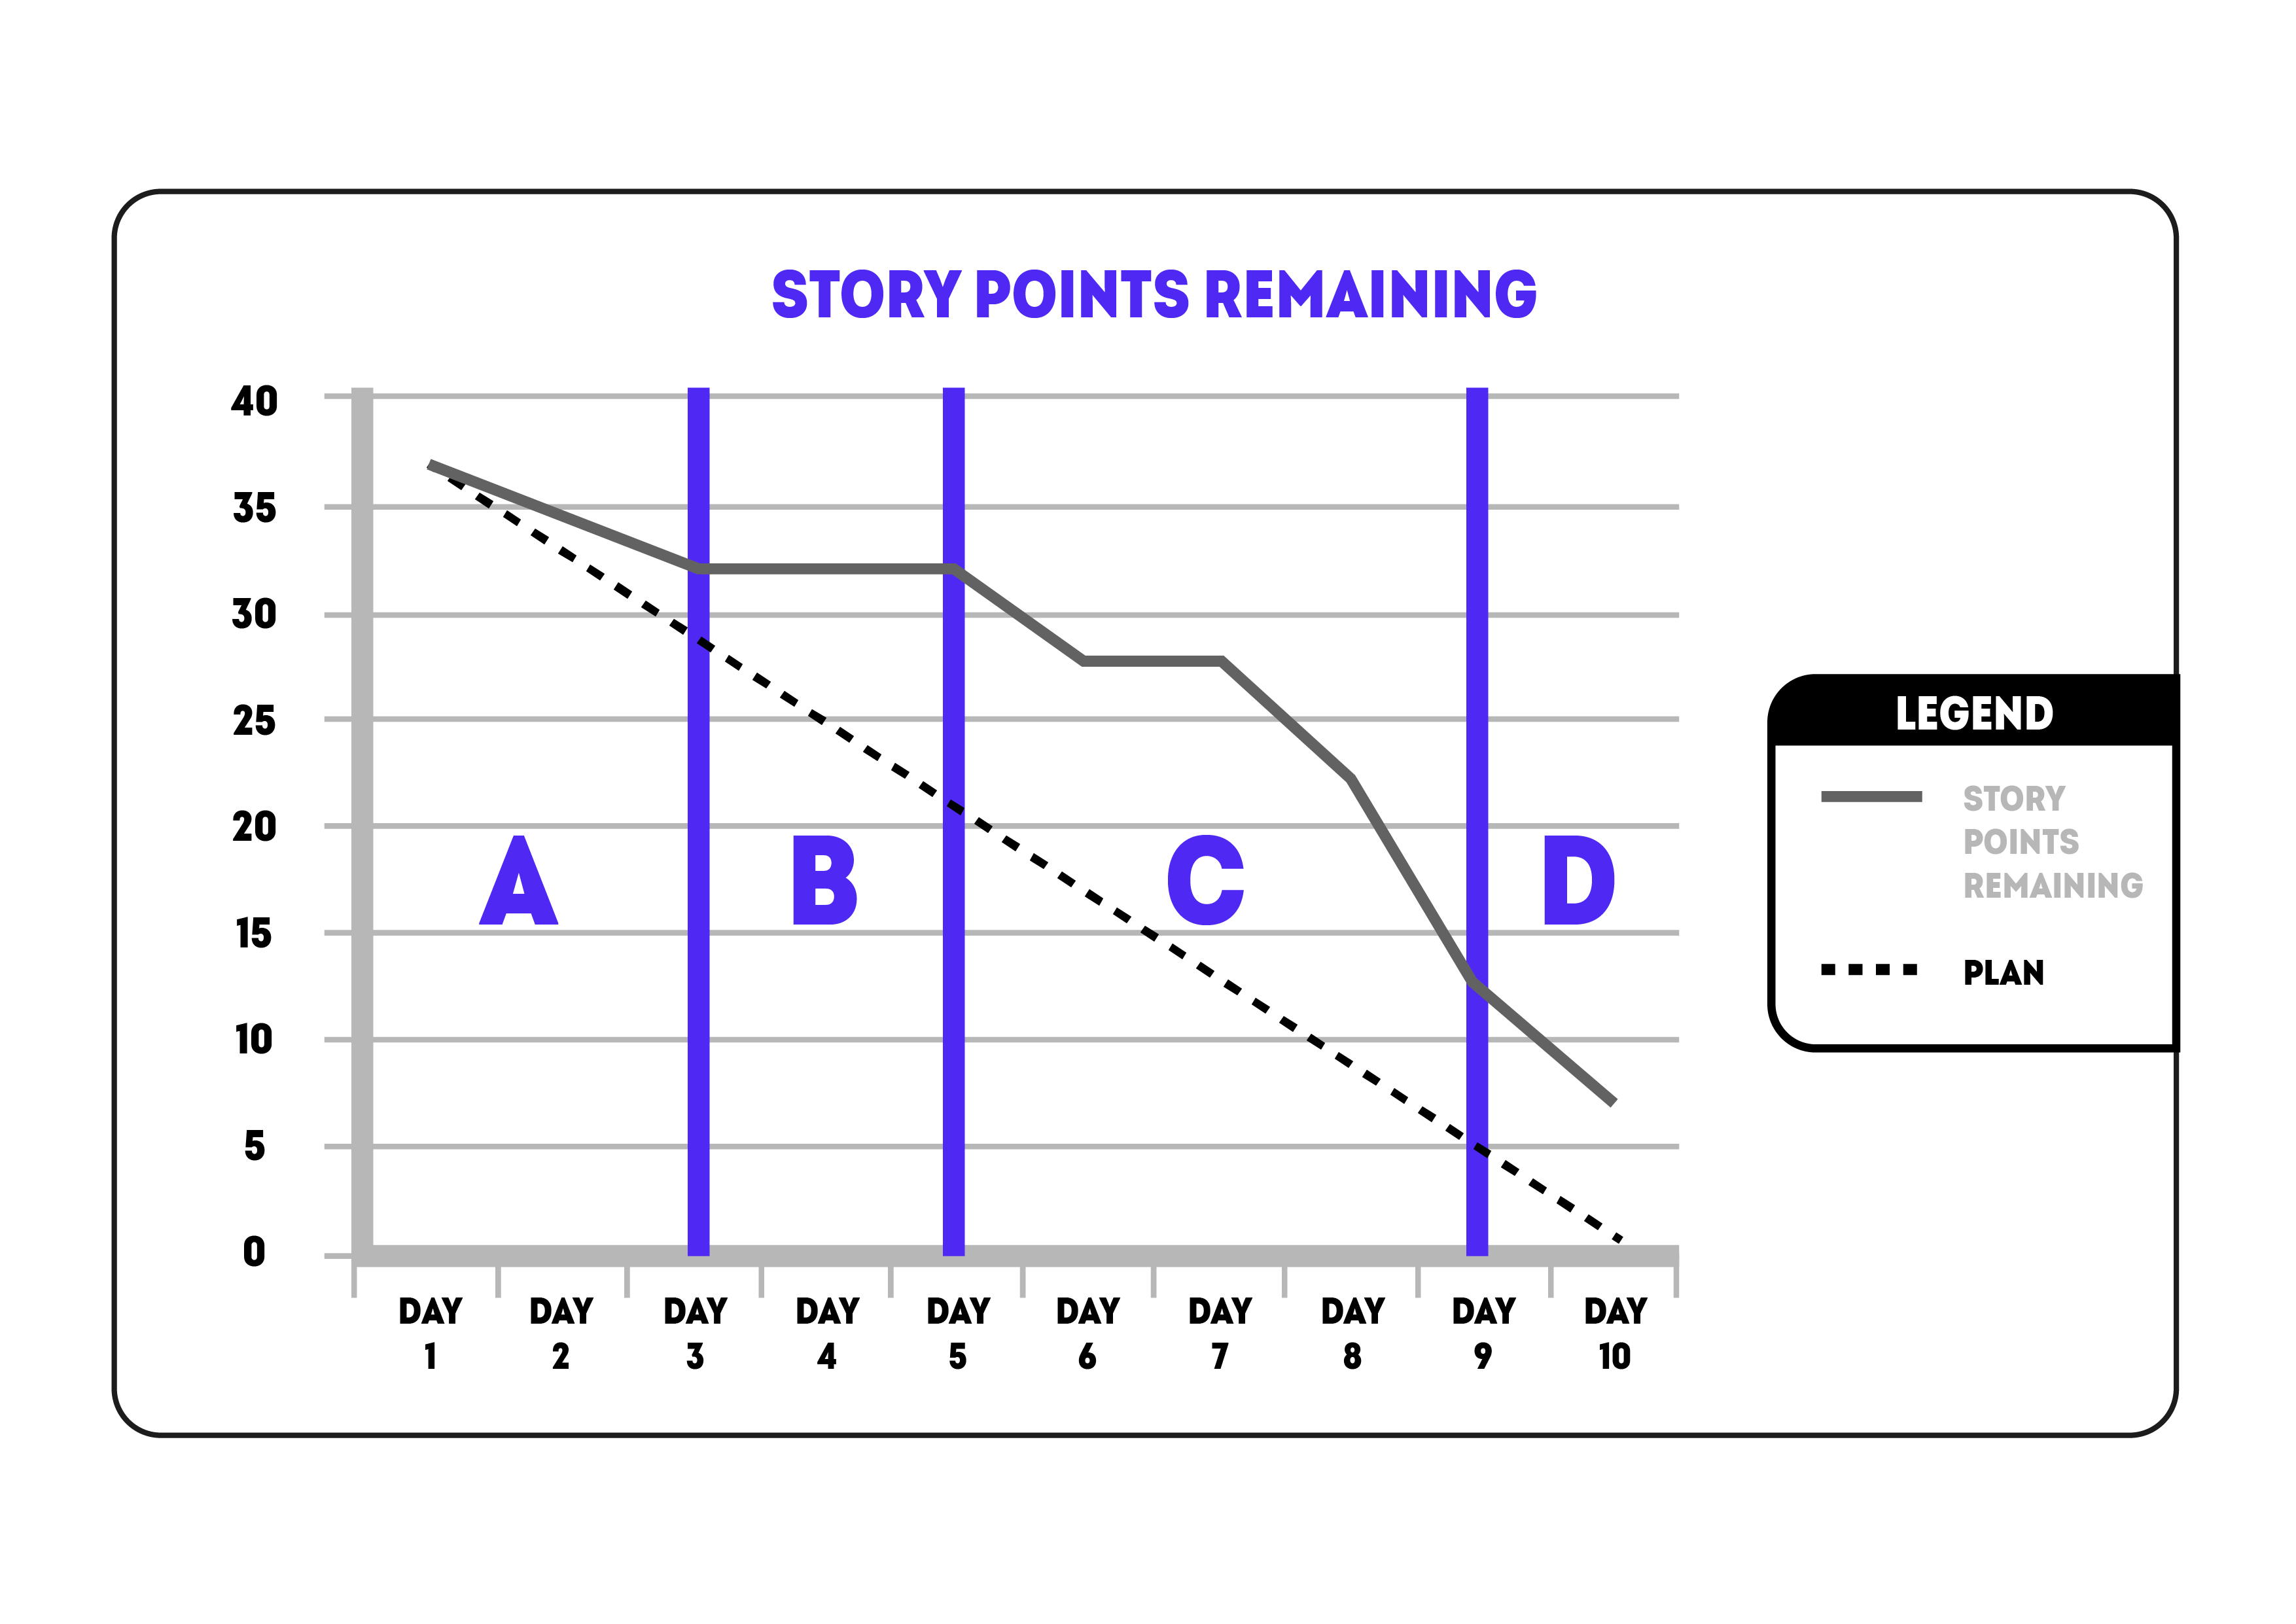 STORY POINTS REMAINING
40
35
30
25
20
15
10
5
0
A
B
C
D
DAY 1
DAY 2
DAY 3
DAY 4
DAY 5
DAY 6
DAY 7
DAY 8
DAY 9
DAY 10
LEGEND
STORY
POINTS
REMAINING
PLAN